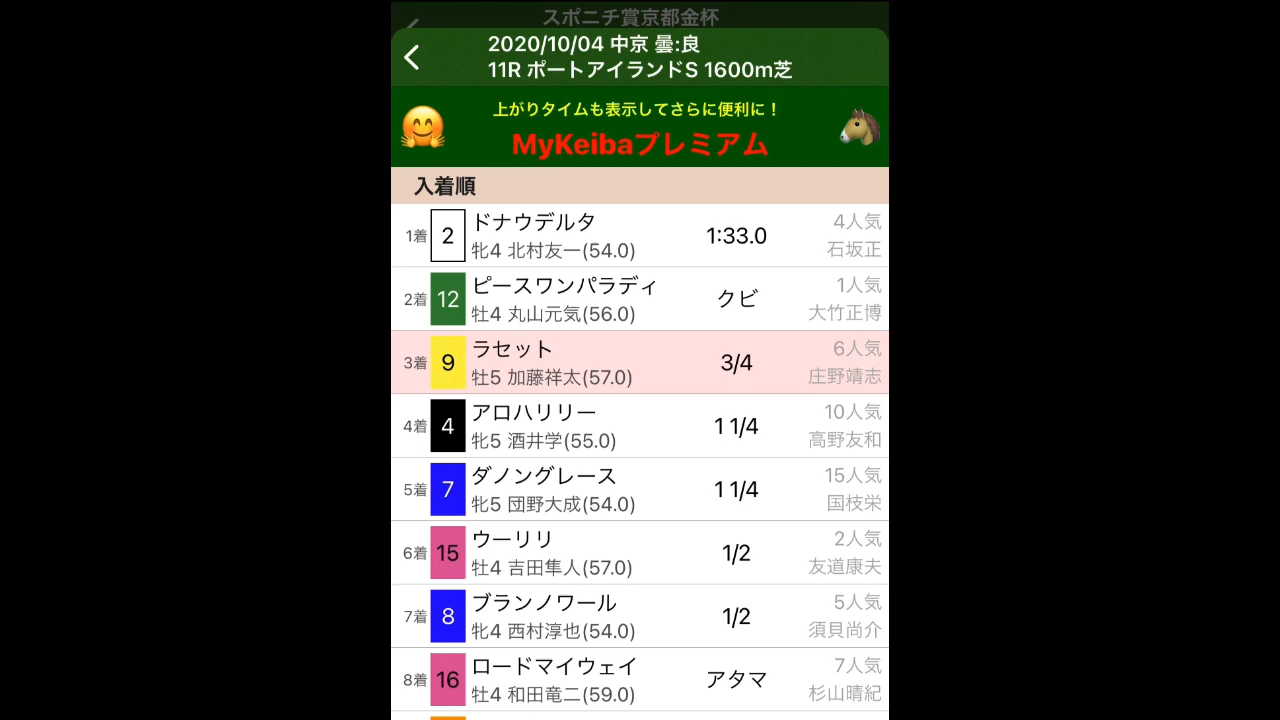 スポニチ賞京都金杯
2020/10/04 中京 曇:良
11R ポートアイランドS 1600m芝
上がりタイムも表示してさらに便利に！
MyKeibaプレミアム
入着順
1着 2 ドナウデルタ 1:33.0 4人気
牝4 北村友一(54.0) 石坂正
2着 12 ピースワンパラディ クビ 1人気
牡4 丸山元気(56.0) 大竹正博
3着 9 ラセット 3/4 6人気
牡5 加藤祥太(57.0) 庄野靖志
4着 4 アロハリリー 1 1/4 10人気
牝5 酒井学(55.0) 高野友和
5着 7 ダノングレース 1 1/4 15人気
牝5 団野大成(54.0) 国枝栄
6着 15 ウーリリ 1/2 2人気
牡4 吉田隼人(57.0) 友道康夫
7着 8 ブランノワール 1/2 5人気
牝4 西村淳也(54.0) 須貝尚介
8着 16 ロードマイウェイ アタマ 7人気
牡4 和田竜二(59.0) 杉山晴紀